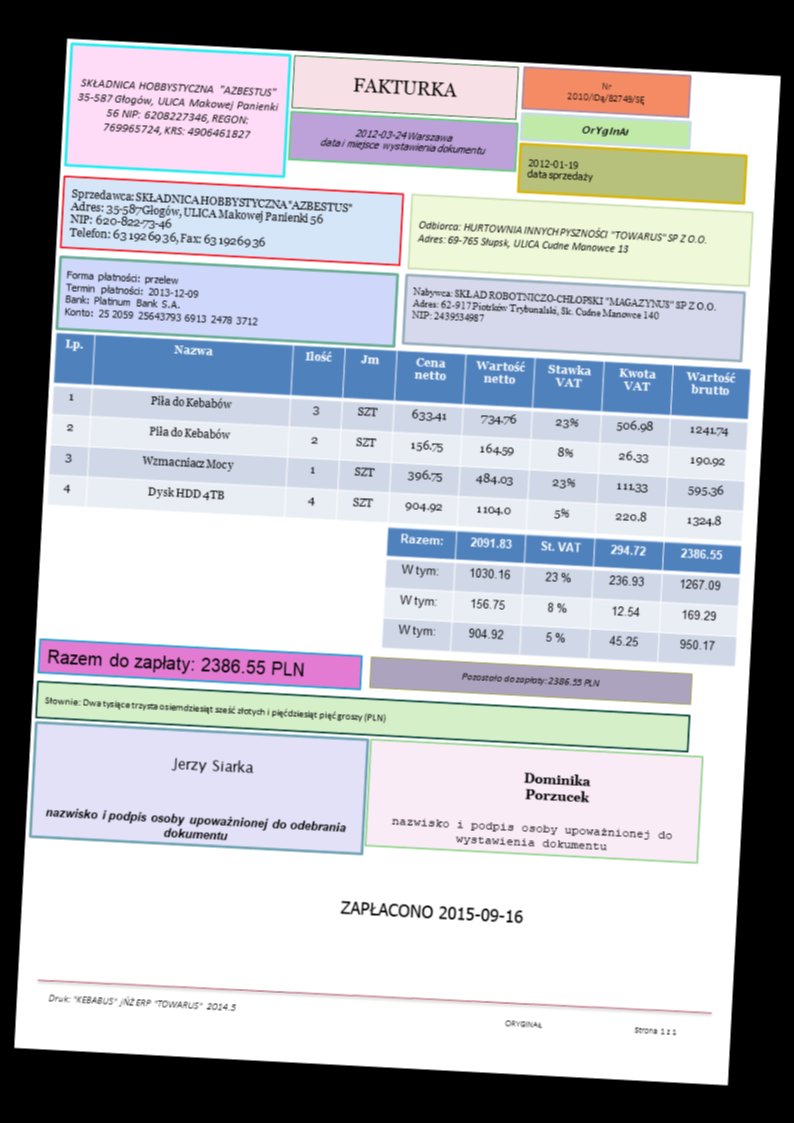 SKŁADNICA HOBBYSTYCZNA "AZBESTUS"
35-587 Głogów, ULICA Makowej Panienki
56 NIP: 6208227346, REGON:
769965724, KRS: 4906461827
FAKTURKA
2012-03-24 Warszawa
data i miejsce wystawienia dokumentu
Nr
2010/IDq/82749/SĘ
OrYgInAł
2012-01-19
data sprzedaży
Sprzedawca: SKŁADNICA HOBBYSTYCZNA "AZBESTUS"
Adres: 35-587 Głogów, ULICA Makowej Panienki 56
NIP: 620-822-73-46
Telefon: 63 192 69 36, Fax: 63 192 69 36
Odbiorca: HURTOWNIA INNYCH PYSZNOŚCI "TOWARUS" SP Z O.O.
Adres: 69-765 Słupsk, ULICA Cudne Manowce 13
Forma płatności: przelew
Termin płatności: 2013-12-09
Bank: Platinum Bank S.A.
Konto: 25 2059 25643793 6913 2478 3712
Nabywca: SKŁAD ROBOTNICZO-CHŁOPSKI "MAGAZYNUS" SP Z O.O.
Adres: 62-917 Piotrków Trybunalski, Sk. Cudne Manowce 140
NIP: 2439534987
Lp. Nazwa Ilość Jm Cena netto Wartość netto Stawka VAT Kwota VAT Wartość brutto
1 Piła do Kebabów 3 SZT 633.41 734.76 23% 506.98 1241.74
2 Piła do Kebabów 2 SZT 156.75 164.59 8% 26.33 190.92
3 Wzmacniacz Mocy 1 SZT 396.75 484.03 23% 111.33 595.36
4 Dysk HDD 4TB 4 SZT 904.92 1104.0 5% 220.8 1324.8
Razem: 2091.83 St. VAT 294.72 2386.55
W tym: 1030.16 23 % 236.93 1267.09
W tym: 156.75 8 % 12.54 169.29
W tym: 904.92 5 % 45.25 950.17
Razem do zapłaty: 2386.55 PLN
Pozostało do zapłaty: 2386.55 PLN
Słownie: Dwa tysiące trzysta osiemdziesiąt sześć złotych i pięćdziesiąt pięć groszy (PLN)
Jerzy Siarka
nazwisko i podpis osoby upoważnionej do odebrania
dokumentu
Dominika
Porzucek
nazwisko i podpis osoby upoważnionej do
wystawienia dokumentu
ZAPŁACONO 2015-09-16
Druk: "KEBABUS" JŃŻ ERP "TOWARUS" 2014.5
ORYGINAŁ
Strona 1 z 1